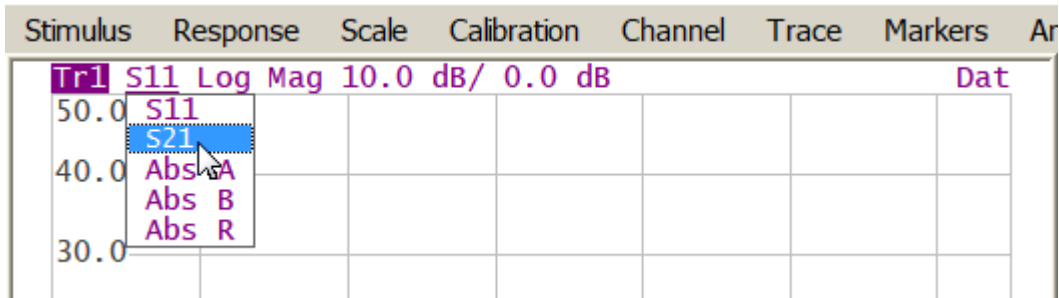 Stimulus Response Scale Calibration Channel Trace Markers Ar
Tr1 S11 Log Mag 10.0 dB/ 0.0 dB Dat
50.0 S11
S21
40.0 Abs A
Abs B
Abs R
30.0